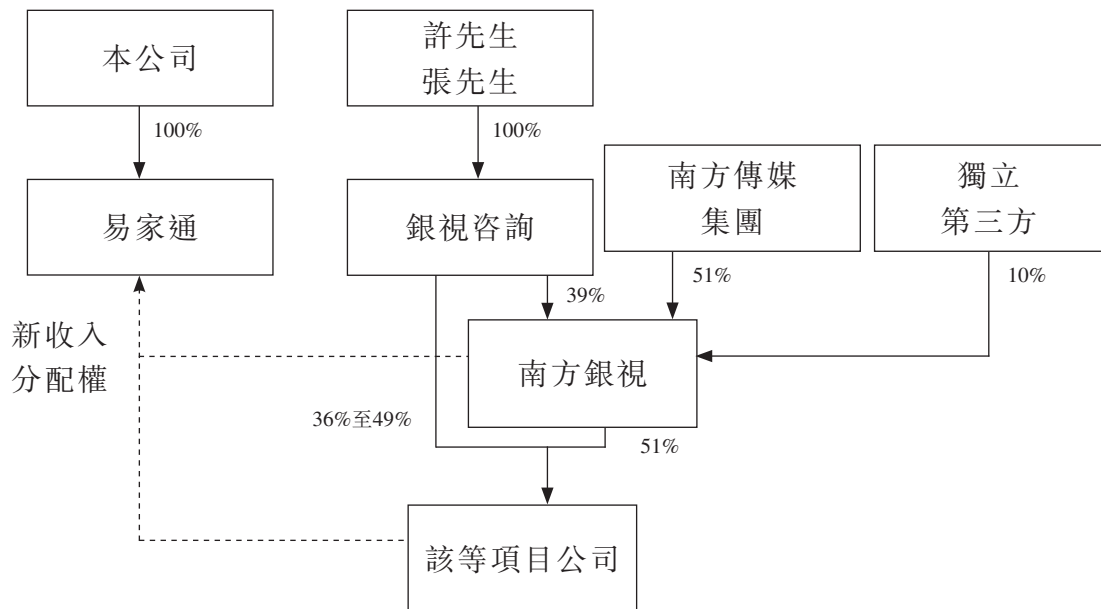 本公司
許先生
張先生
100%
100%
易家通
銀視咨詢
南方傳媒
集團
獨立
第三方
39%
51%
10%
新收入
分配權
南方銀視
36%至49%
51%
該等項目公司